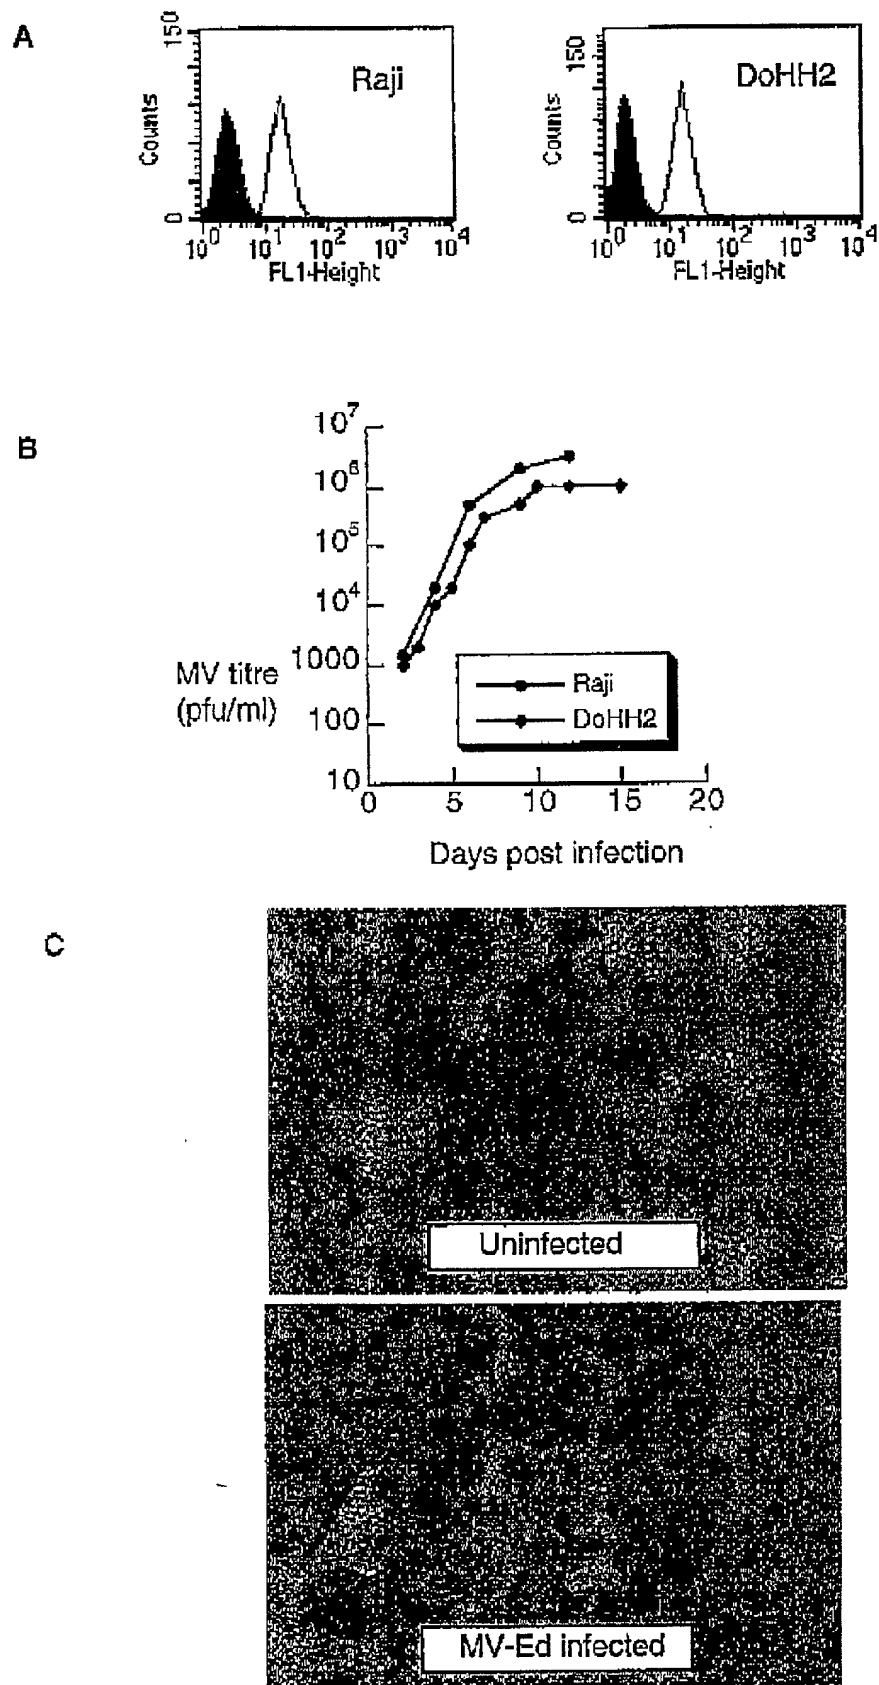 A
150
Counts
0
Raji
10^0 10^1 10^2 10^3 10^4
FL1-Height
150
Counts
0
DoHH2
10^0 10^1 10^2 10^3 10^4
FL1-Height
B
10^7
10^6
10^5
10^4
1000
100
10
MV titre
(pfu/ml)
Raji
DoHH2
0 5 10 15 20
Days post infection
C
Uninfected
MV-Ed infected